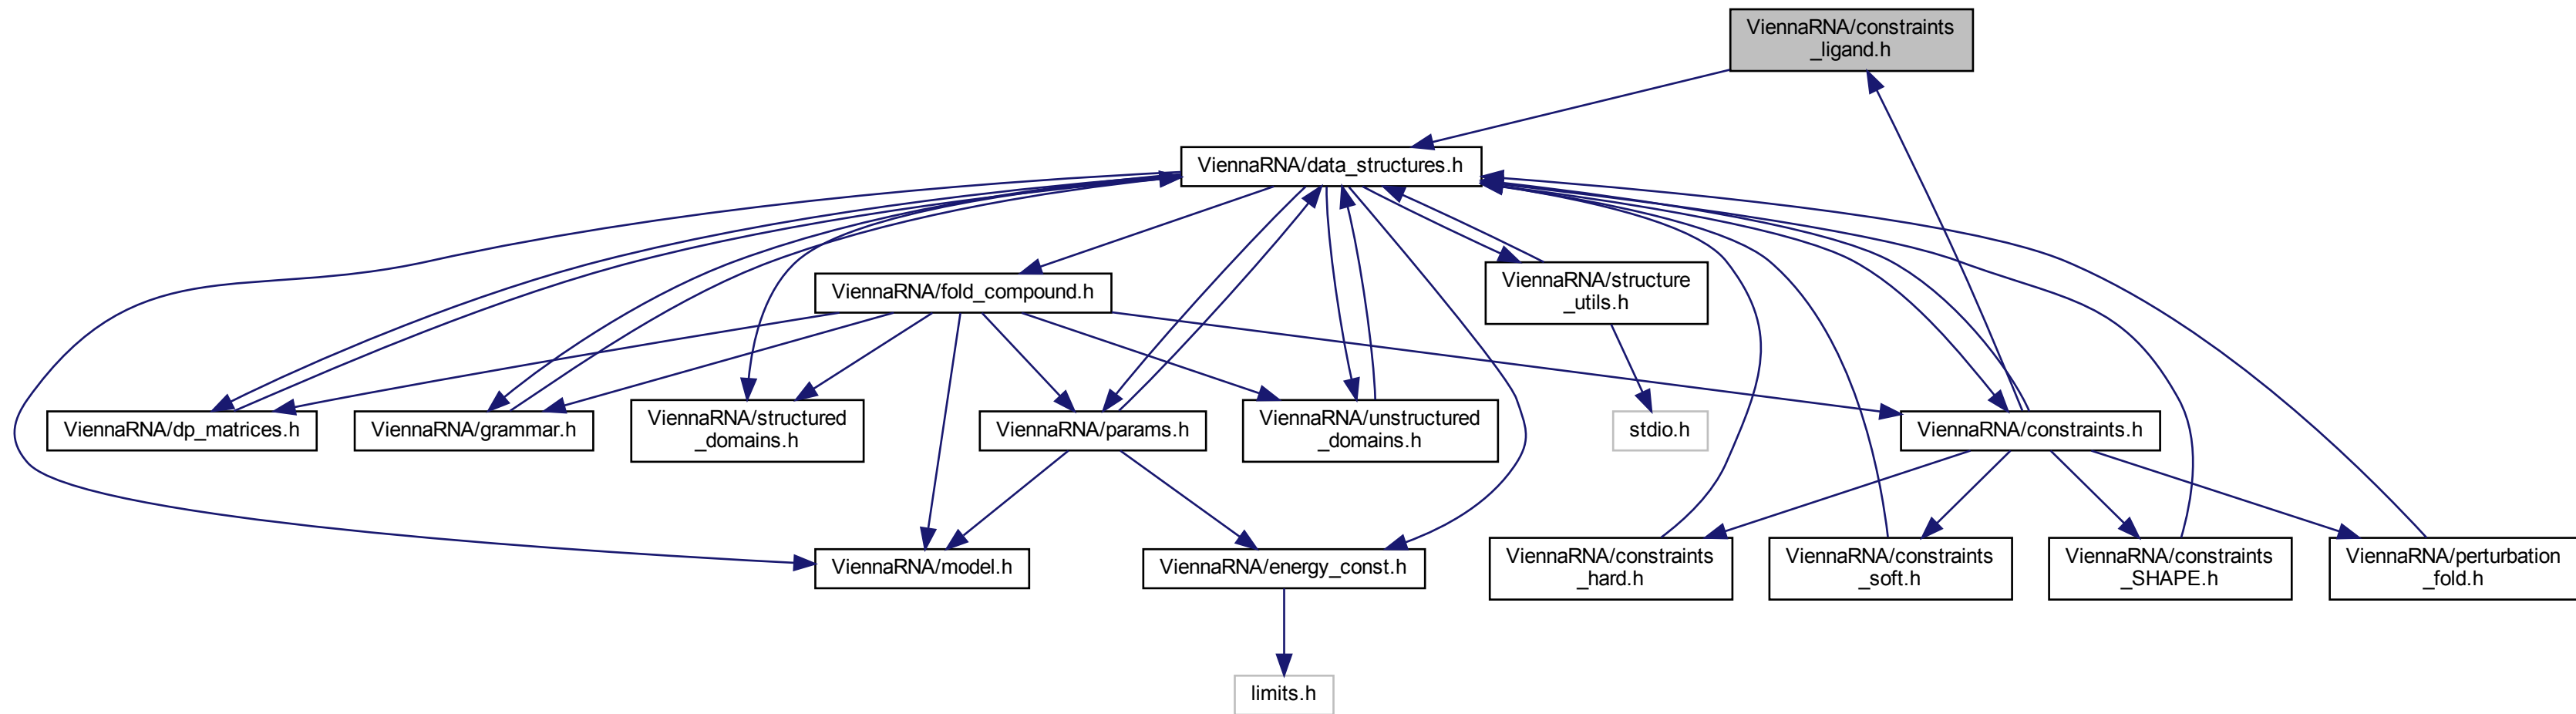 ViennaRNA/constraints
_ligand.h
ViennaRNA/data_structures.h
ViennaRNA/fold_compound.h
ViennaRNA/structure
_utils.h
ViennaRNA/dp_matrices.h
ViennaRNA/grammar.h
ViennaRNA/structured
_domains.h
ViennaRNA/params.h
ViennaRNA/unstructured
_domains.h
stdio.h
ViennaRNA/constraints.h
ViennaRNA/model.h
ViennaRNA/energy_const.h
ViennaRNA/constraints
_hard.h
ViennaRNA/constraints
_soft.h
ViennaRNA/constraints
_SHAPE.h
ViennaRNA/perturbation
_fold.h
limits.h